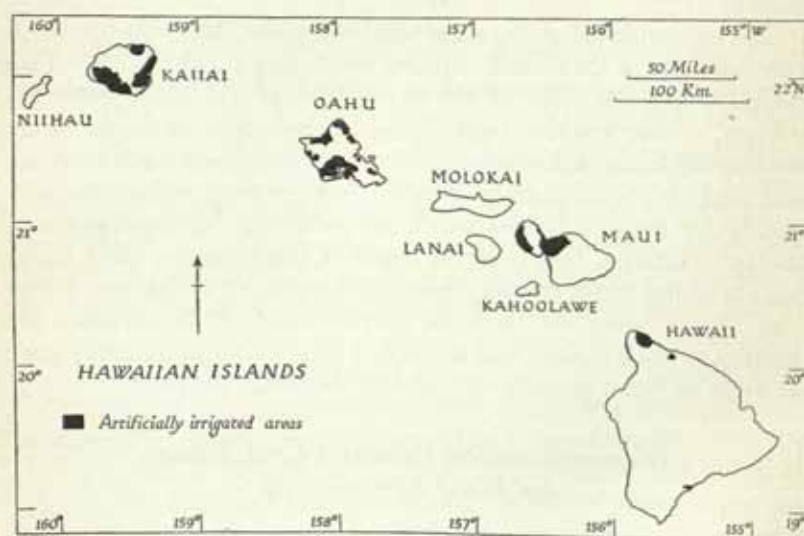 160° 159° 158° 157° 156° 155° W
50 Miles
100 Km.
22°N
KAIIAI
NIIHAU
OAHU
MOLOKAI
21°
LANAI
MAUI
21°
KAHOOLAWE
HAWAII
20°
HAWAIIAN ISLANDS
20°
Artificially irrigated areas
160° 159° 158° 157° 156° 155° 19°